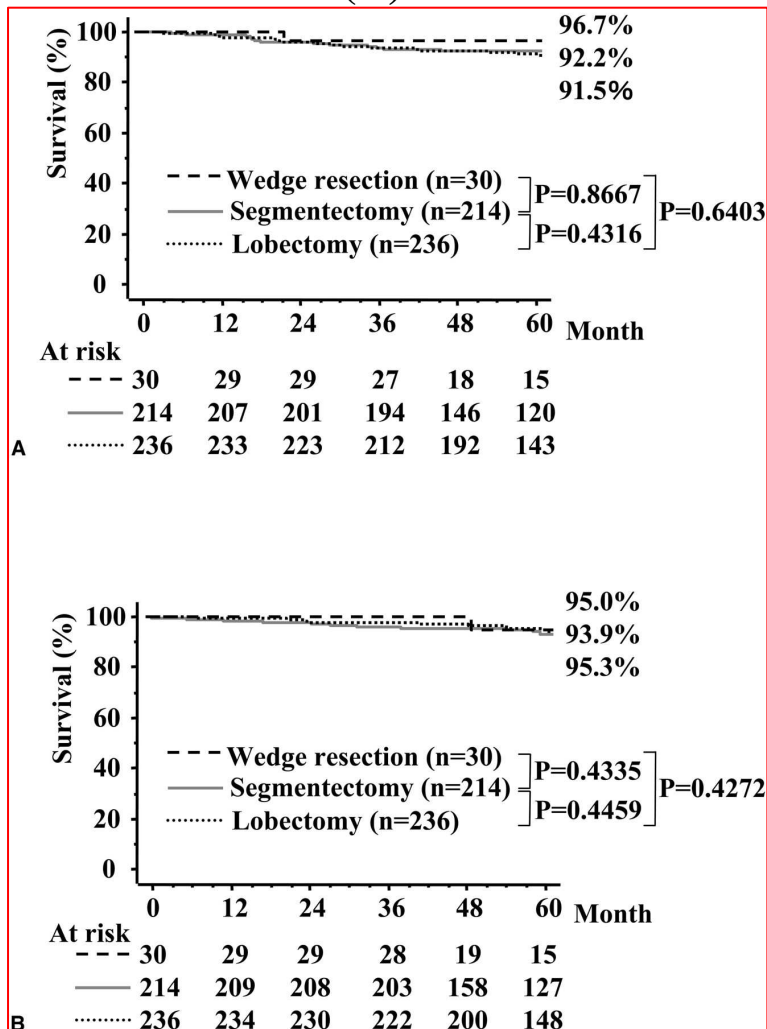 100
80
60
40
20
0
Survival (%)
96.7%
92.2%
91.5%
Wedge resection (n=30)
Segmentectomy (n=214)
Lobectomy (n=236)
P=0.8667
P=0.4316
P=0.6403
0 12 24 36 48 60 Month
At risk
30 29 29 27 18 15
214 207 201 194 146 120
236 233 223 212 192 143
A
100
80
60
40
20
0
Survival (%)
95.0%
93.9%
95.3%
Wedge resection (n=30)
Segmentectomy (n=214)
Lobectomy (n=236)
P=0.4335
P=0.4459
P=0.4272
0 12 24 36 48 60 Month
At risk
30 29 29 28 19 15
214 209 208 203 158 127
236 234 230 222 200 148
B